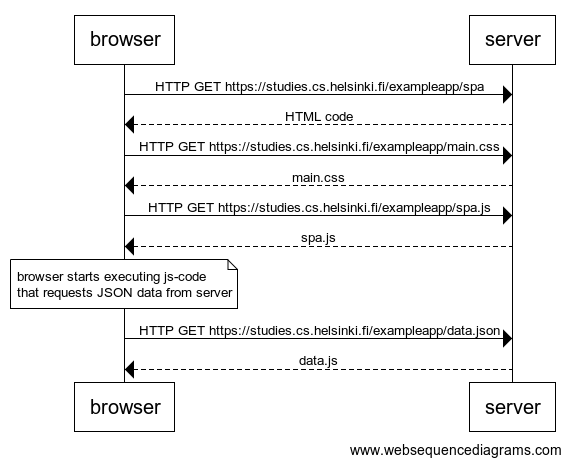 browser
server
HTTP GET https://studies.cs.helsinki.fi/exampleapp/spa
HTML code
HTTP GET https://studies.cs.helsinki.fi/exampleapp/main.css
main.css
HTTP GET https://studies.cs.helsinki.fi/exampleapp/spa.js
spa.js
browser starts executing js-code
that requests JSON data from server
HTTP GET https://studies.cs.helsinki.fi/exampleapp/data.json
data.js
browser
server
www.websequencediagrams.com